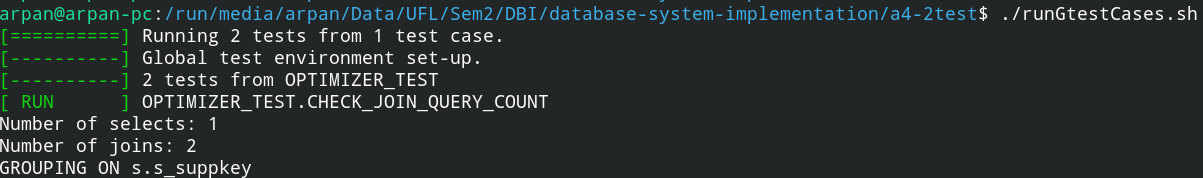 arpan@arpan-pc:/run/media/arpan/Data/UFL/Sem2/DBI/database-system-implementation/a4-2test$ ./runGtestCases.sh
[==========] Running 2 tests from 1 test case.
[----------] Global test environment set-up.
[----------] 2 tests from OPTIMIZER_TEST
[ RUN      ] OPTIMIZER_TEST.CHECK_JOIN_QUERY_COUNT
Number of selects: 1
Number of joins: 2
GROUPING ON s.s_suppkey